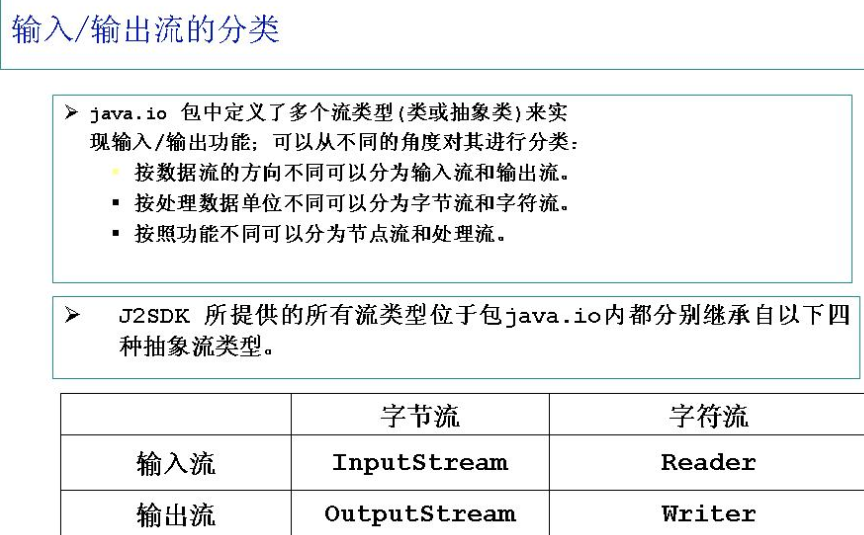 输入/输出流的分类
➢ java.io 包中定义了多个流类型(类或抽象类)来实
现输入/输出功能；可以从不同的角度对其进行分类：
▪ 按数据流的方向不同可以分为输入流和输出流。
▪ 按处理数据单位不同可以分为字节流和字符流。
▪ 按照功能不同可以分为节点流和处理流。
➢ J2SDK 所提供的所有流类型位于包java.io内都分别继承自以下四
种抽象流类型。
字节流 字符流
输入流 InputStream Reader
输出流 OutputStream Writer